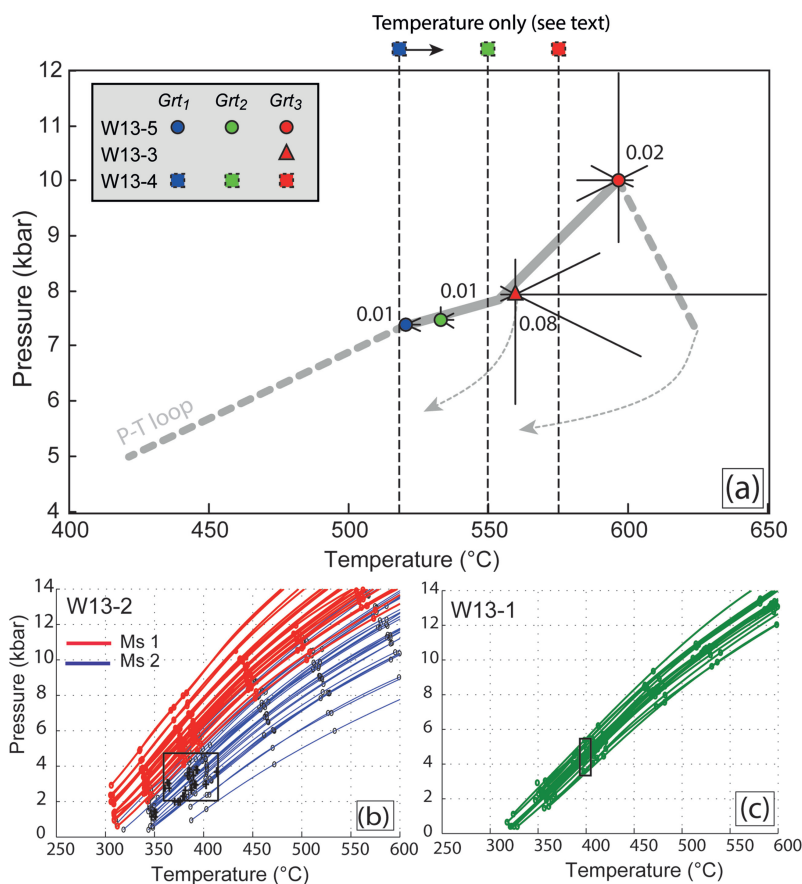 Temperature only (see text)
Grt1 Grt2 Grt3
W13-5
W13-3
W13-4
12
11
10
9
8
7
6
5
4
Pressure (kbar)
0.02
0.01
0.01
0.08
P-T loop
(a)
400 450 500 550 600 650
Temperature (°C)
W13-2
Ms 1
Ms 2
14
12
10
8
6
4
2
0
Pressure (kbar)
(b)
250 300 350 400 450 500 550 600
Temperature (°C)
W13-1
14
12
10
8
6
4
2
0
(c)
250 300 350 400 450 500 550 600
Temperature (°C)